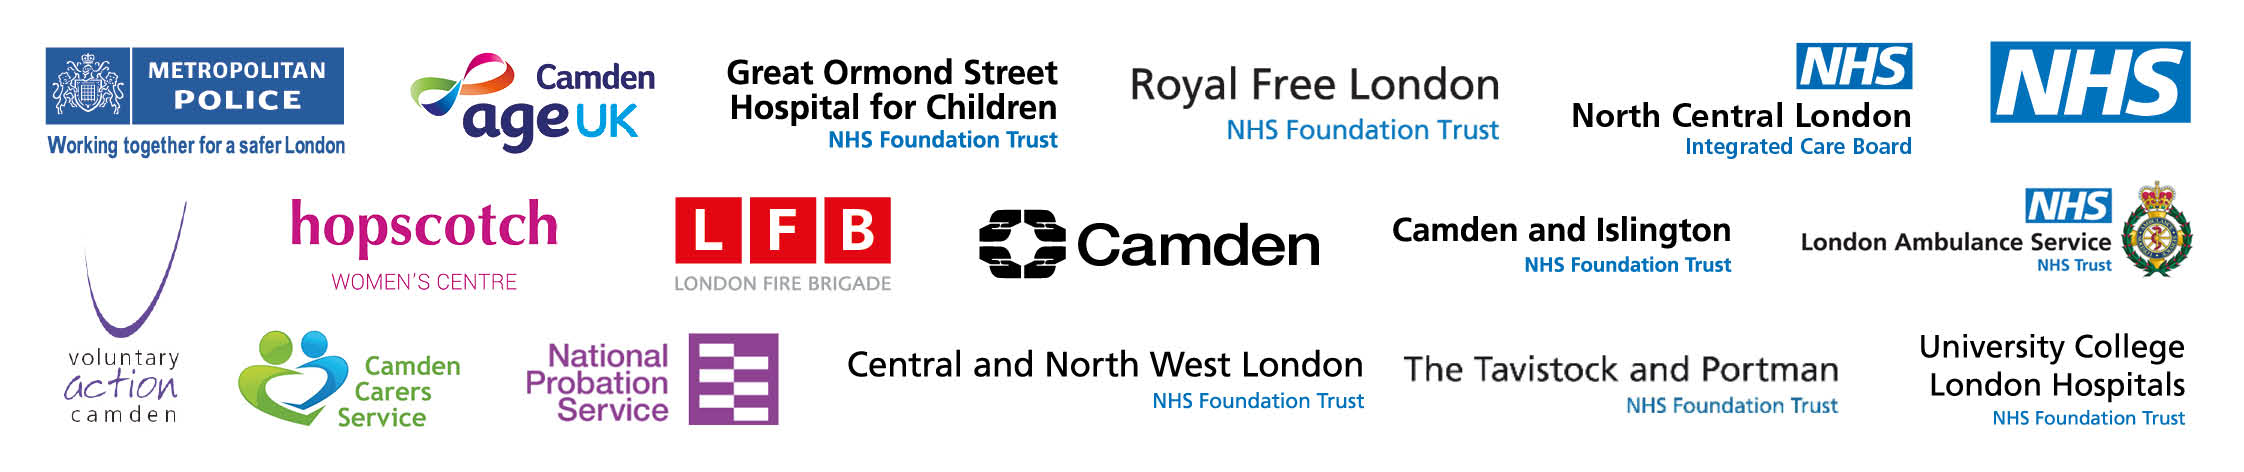 METROPOLITAN
POLICE
Working together for a safer London
Camden
age UK
Great Ormond Street
Hospital for Children
NHS Foundation Trust
Royal Free London
NHS Foundation Trust
NHS
North Central London
Integrated Care Board
NHS
voluntary
action
camden
hopscotch
WOMEN'S CENTRE
LFB
LONDON FIRE BRIGADE
Camden
Camden and Islington
NHS Foundation Trust
NHS
London Ambulance Service
NHS Trust
Camden
Carers
Service
National
Probation
Service
Central and North West London
NHS Foundation Trust
The Tavistock and Portman
NHS Foundation Trust
University College
London Hospitals
NHS Foundation Trust